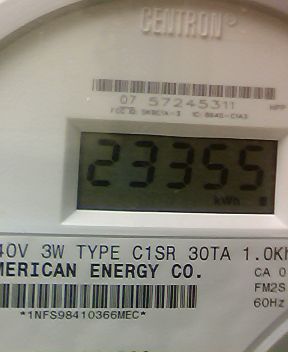 CENTRON®
07 57245311
23355
kWh
40V 3W TYPE C1SR 30TA 1.0Kh
MERICAN ENERGY CO.
CA 0
FM2S
60Hz
*1NFS98410366MEC*